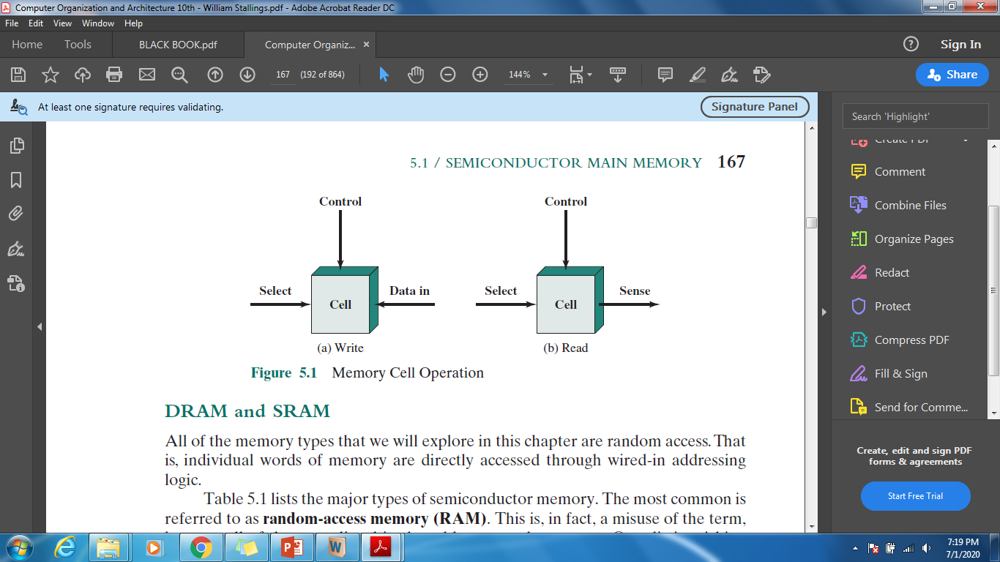 Computer Organization and Architecture 10th - William Stallings.pdf - Adobe Acrobat Reader DC
File Edit View Window Help
Home Tools BLACK BOOK.pdf Computer Organiz... × ? Sign In
167 (192 of 864) 144% Share
At least one signature requires validating. Signature Panel
Search 'Highlight'
Create PDF
Comment
Combine Files
Organize Pages
Redact
Protect
Compress PDF
Fill & Sign
Send for Comme...
Create, edit and sign PDF
forms & agreements
Start Free Trial
5.1 / SEMICONDUCTOR MAIN MEMORY 167
Control Control
Select Data in Select Sense
Cell Cell
(a) Write (b) Read
Figure 5.1 Memory Cell Operation
DRAM and SRAM
All of the memory types that we will explore in this chapter are random access. That
is, individual words of memory are directly accessed through wired-in addressing
logic.
Table 5.1 lists the major types of semiconductor memory. The most common is
referred to as random-access memory (RAM). This is, in fact, a misuse of the term,
7:19 PM
7/1/2020